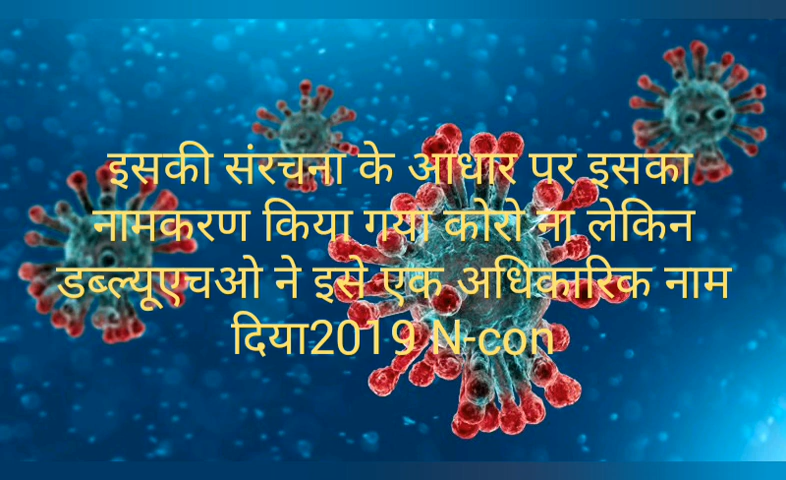 इसकी संरचना के आधार पर इसका
नामकरण किया गया कोरो ना लेकिन
डब्ल्यूएचओ ने इसे एक अधिकारिक नाम
दिया2019 N-con